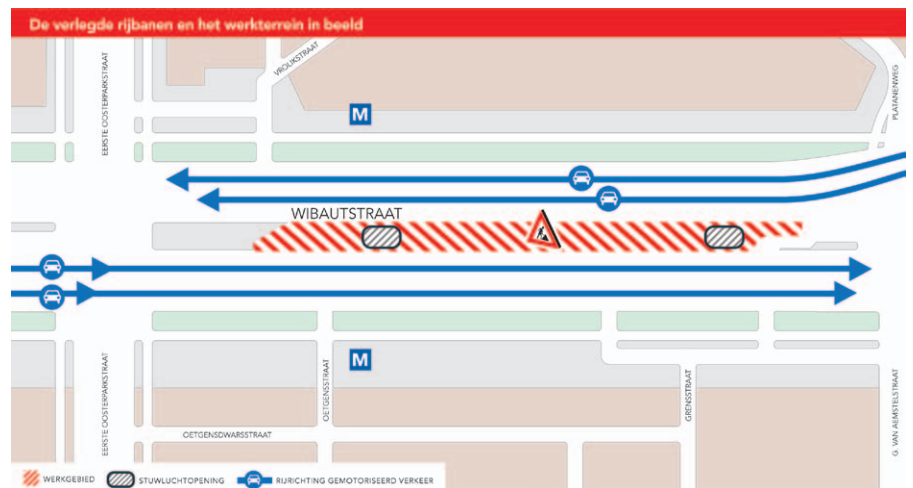 De verlegde rijbanen en het werkterrein in beeld
EERSTE OOSTERPARKSTRAAT
VROLIKSTRAAT
PLATANENWEG
M
WIBAUTSTRAAT
M
EERSTE OOSTERPARKSTRAAT
OETGENSSTRAAT
GRENSSTRAAT
G. VAN AEMSTELSTRAAT
OETGENSDWARSSTRAAT
WERKGEBIED
STUWLUCHTOPENING
RIJRICHTING GEMOTORISEERD VERKEER